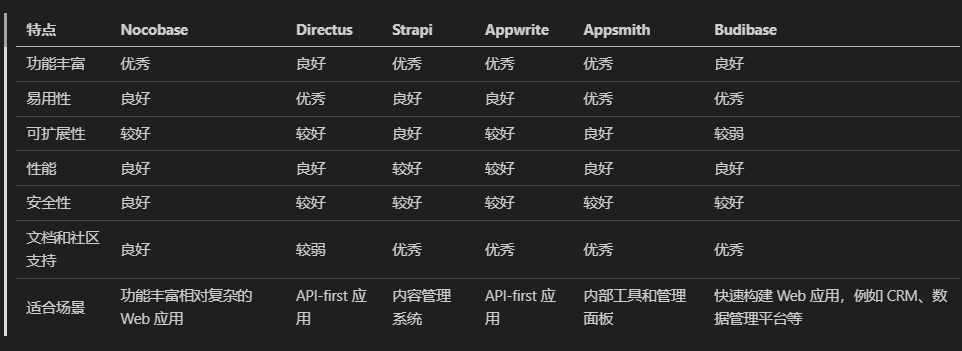 特点 Nocobase Directus Strapi Appwrite Appsmith Budibase
功能丰富 优秀 良好 优秀 优秀 优秀 良好
易用性 良好 优秀 良好 良好 优秀 优秀
可扩展性 较好 较好 良好 较好 良好 较弱
性能 良好 良好 较好 较好 良好 良好
安全性 良好 较好 较好 较好 较好 较好
文档和社区
支持 良好 较弱 优秀 优秀 优秀 优秀
适合场景 功能丰富相对复杂的
Web 应用 API-first 应
用 内容管理
系统 API-first 应
用 内部工具和管理
面板 快速构建 Web 应用，例如 CRM、数
据管理平台等